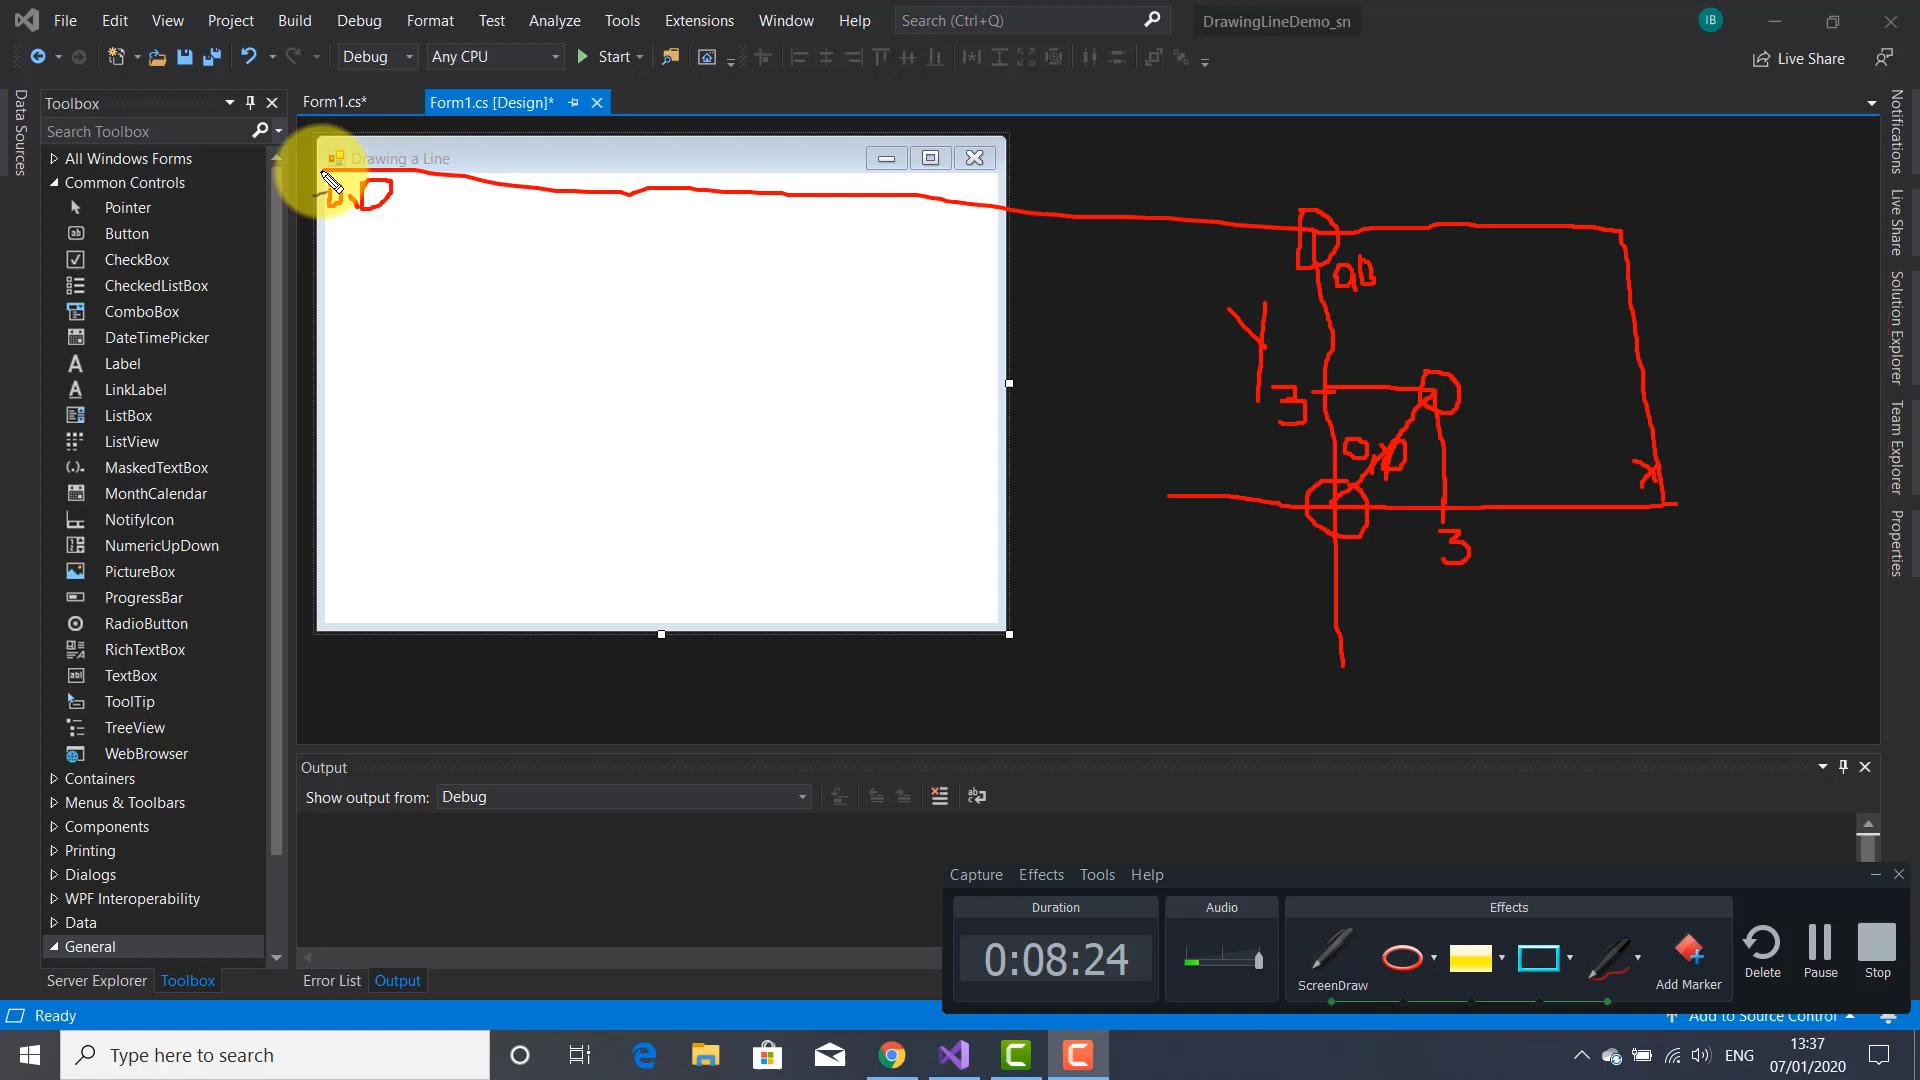 File Edit View Project Build Debug Format Test Analyze Tools Extensions Window Help Search (Ctrl+Q) DrawingLineDemo_sn IB
Debug Any CPU Start Live Share
Data Sources
Toolbox
Search Toolbox
All Windows Forms
Common Controls
Pointer
Button
CheckBox
CheckedListBox
ComboBox
DateTimePicker
Label
LinkLabel
ListBox
ListView
MaskedTextBox
MonthCalendar
NotifyIcon
NumericUpDown
PictureBox
ProgressBar
RadioButton
RichTextBox
TextBox
ToolTip
TreeView
WebBrowser
Containers
Menus & Toolbars
Components
Printing
Dialogs
WPF Interoperability
Data
General
Server Explorer Toolbox
Form1.cs* Form1.cs [Design]*
Drawing a Line
Y
3
X
3
Notifications
Live Share
Solution Explorer
Team Explorer
Properties
Output
Show output from: Debug
Error List Output
Capture Effects Tools Help
Duration Audio Effects
0:08:24
ScreenDraw Add Marker Delete Pause Stop
Ready Add to Source Control
Type here to search
ENG 13:37
07/01/2020